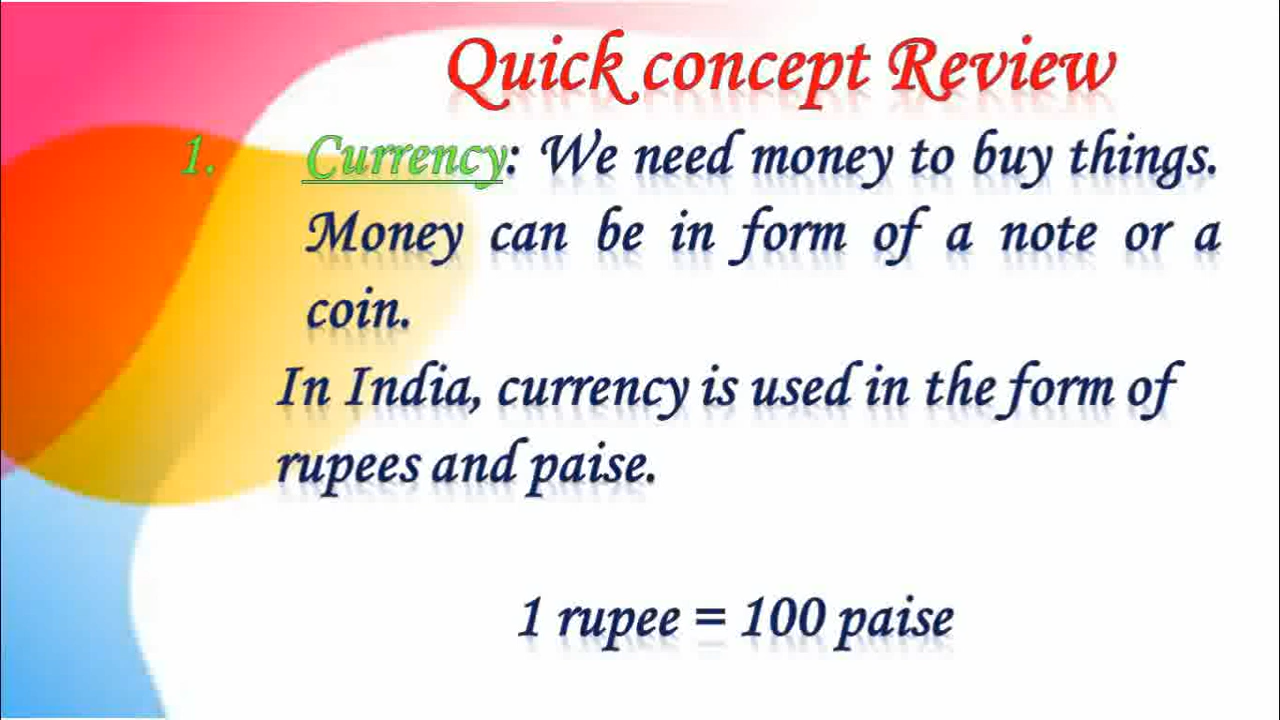 Quick concept Review
1. Currency: We need money to buy things.
Money can be in form of a note or a
coin.
In India, currency is used in the form of
rupees and paise.
1 rupee = 100 paise